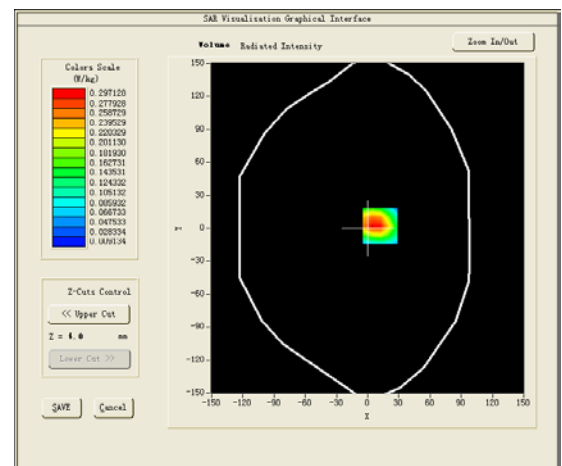 SAR Visualisation Graphical Interface
Volume Radiated Intensity
Zoom In/Out
Colors Scale
(W/kg)
0.297128
0.277928
0.258729
0.239529
0.220329
0.201130
0.181930
0.162731
0.143531
0.124332
0.105132
0.085932
0.066733
0.047533
0.028334
0.009134
150
90
60
30
0
-30
-60
-90
-120
-150
Y
-150 -120 -90 -60 -30 0 30 60 90 120 150
X
Z-Cuts Control
<< Upper Cut
Z = 4.0 mm
Lower Cut >>
SAVE
Cancel